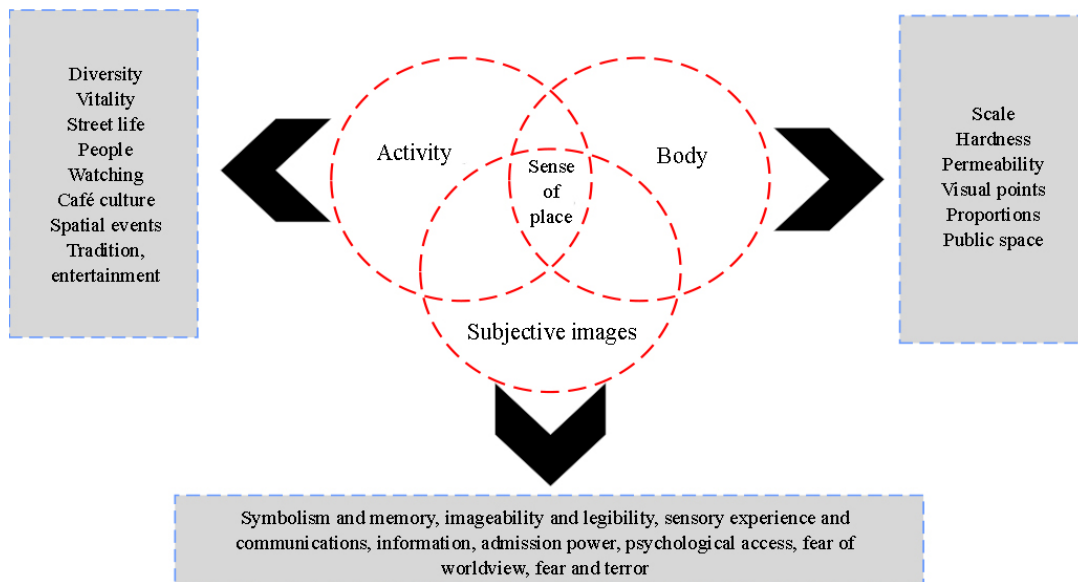 Diversity
Vitality
Street life
People
Watching
Café culture
Spatial events
Tradition,
entertainment
Activity
Body
Sense
of
place
Subjective images
Scale
Hardness
Permeability
Visual points
Proportions
Public space
Symbolism and memory, imageability and legibility, sensory experience and
communications, information, admission power, psychological access, fear of
worldview, fear and terror